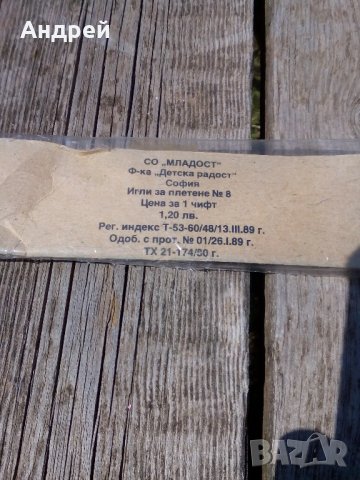 Андрей
СО „МЛАДОСТ"
Ф-ка „Детска радост"
София
Игли за плетене № 8
Цена за 1 чифт
1,20 лв.
Рег. индекс Т-53-60/48/13.III.89 г.
Одоб. с прот. № 01/26.I.89 г.
ТХ 21-174/80 г.
BAZAR